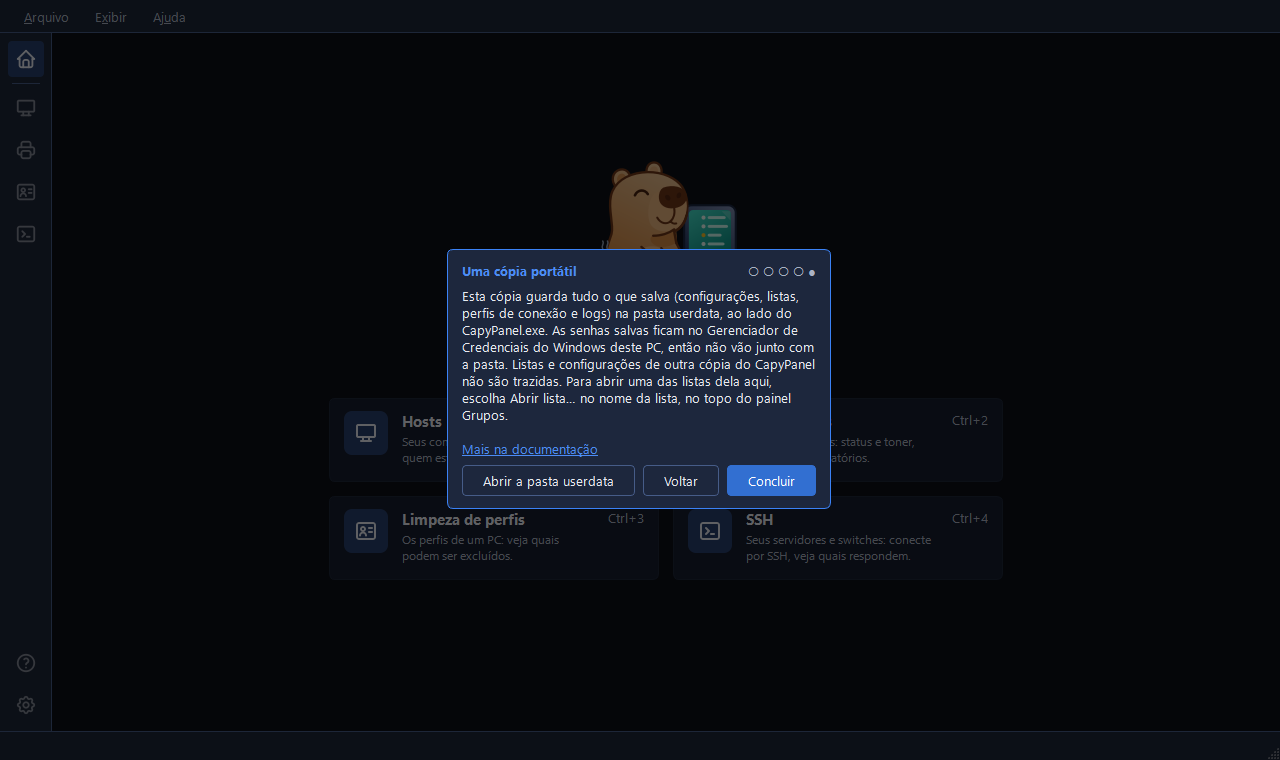 Arquivo Exibir Ajuda
Uma cópia portátil
Esta cópia guarda tudo o que salva (configurações, listas,
perfis de conexão e logs) na pasta userdata, ao lado do
CapyPanel.exe. As senhas salvas ficam no Gerenciador de
Credenciais do Windows deste PC, então não vão junto com
a pasta. Listas e configurações de outra cópia do CapyPanel
não são trazidas. Para abrir uma das listas dela aqui,
escolha Abrir lista... no nome da lista, no topo do painel
Grupos.
Mais na documentação
Abrir a pasta userdata Voltar Concluir
Hosts
Seus
quem
Ctrl+2
status e toner,
Limpeza de perfis Ctrl+3
Os perfis de um PC: veja quais
podem ser excluídos.
SSH Ctrl+4
Seus servidores e switches: conecte
por SSH, veja quais respondem.